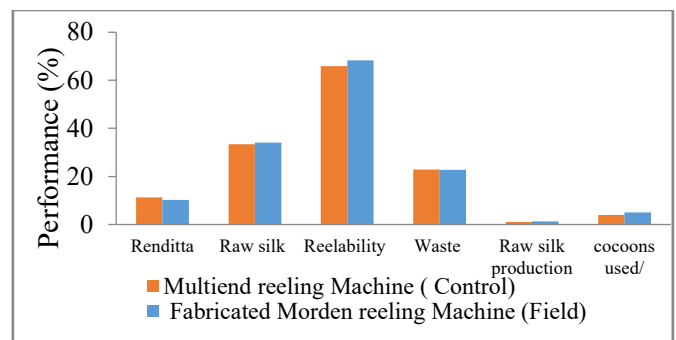 Performance (%)
80
60
40
20
0
Renditta
Raw silk
Reelability
Waste
Raw silk
production
cocoons
used/
Multiend reeling Machine ( Control)
Fabricated Morden reeling Machine (Field)